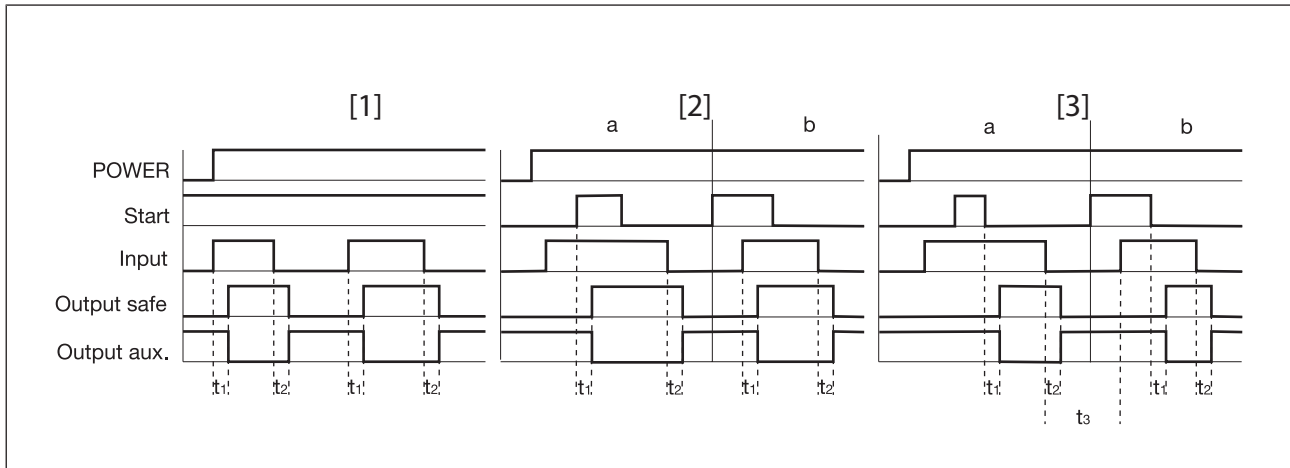 [1] [2] [3]
a b a b
POWER
Start
Input
Output safe
Output aux.
t1 t2 t1 t2 t1 t2 t1 t2 t1 t2 t1 t2
t3